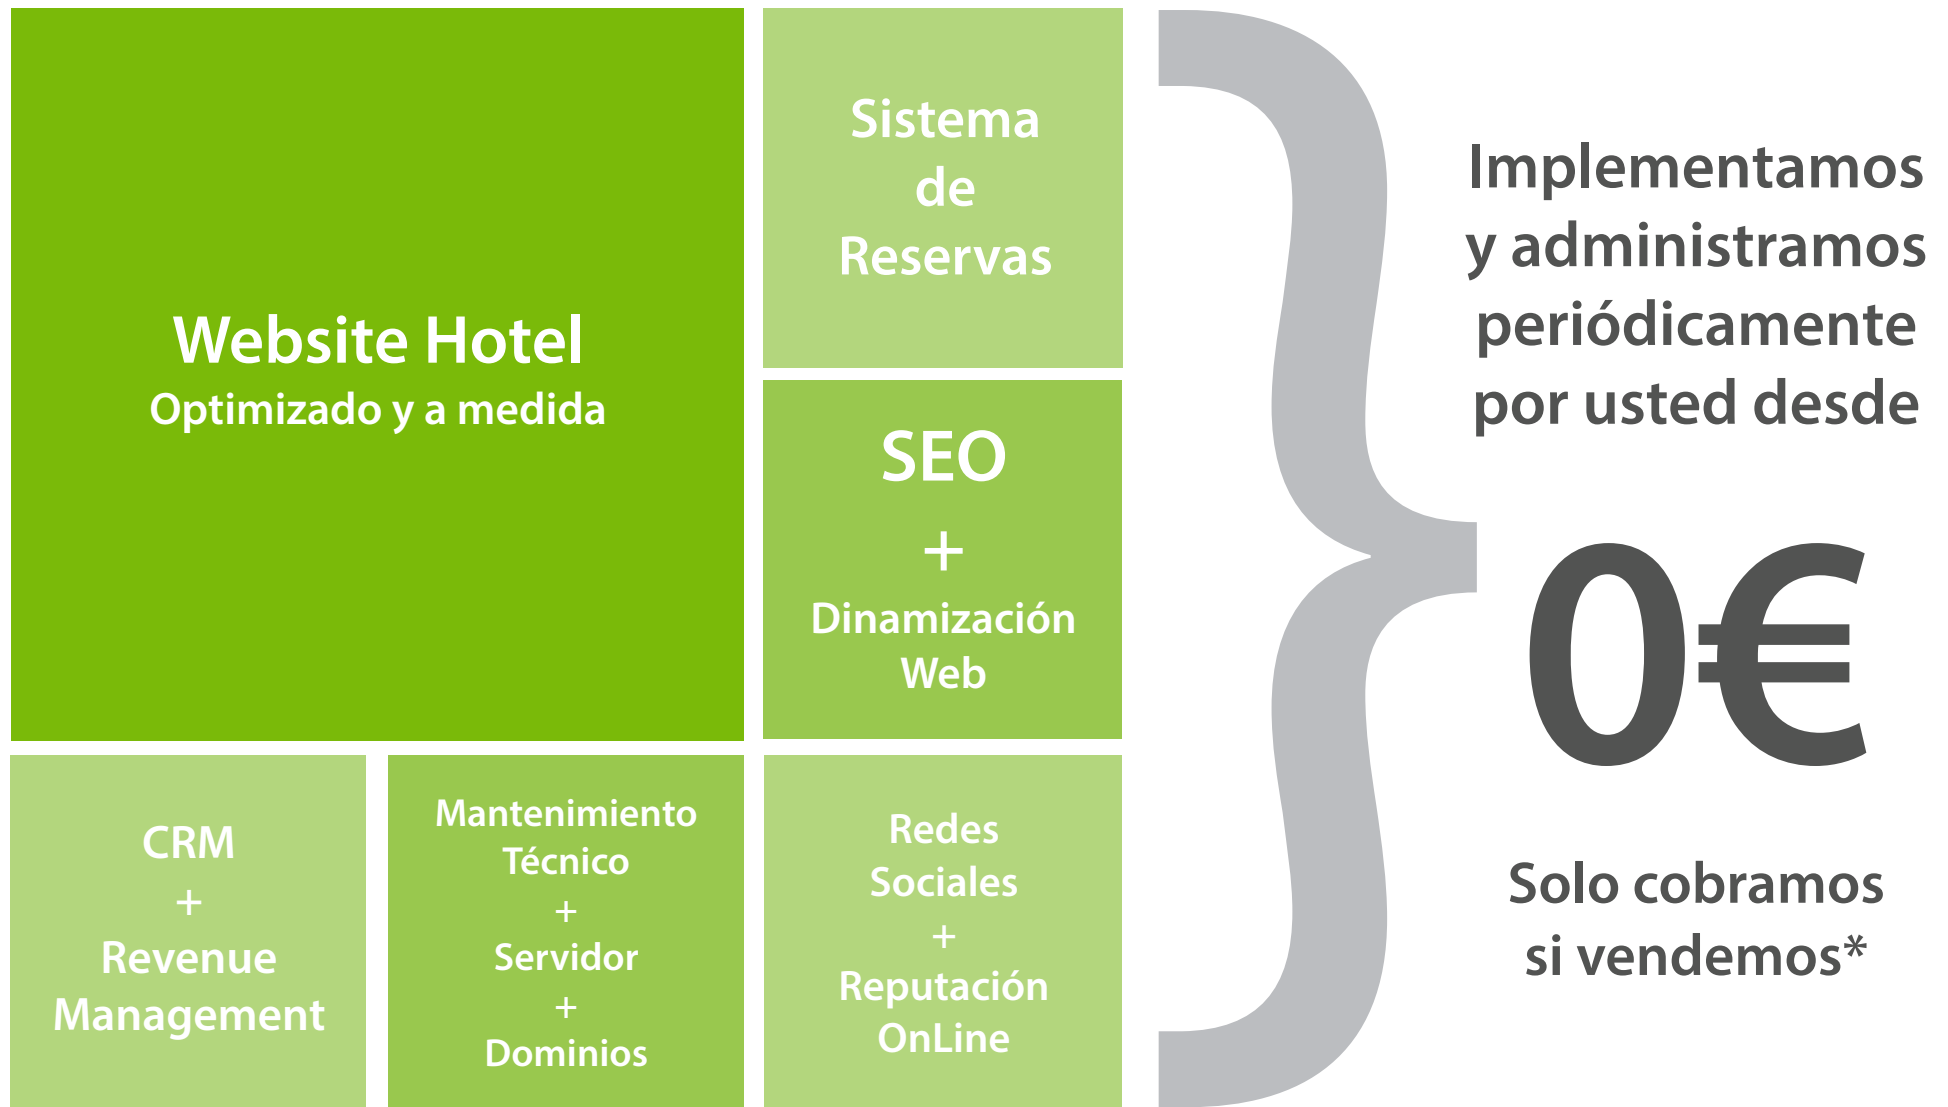 Website Hotel
Optimizado y a medida
Sistema
de
Reservas
SEO
+
Dinamización
Web
CRM
+
Revenue
Management
Mantenimiento
Técnico
+
Servidor
+
Dominios
Redes
Sociales
+
Reputación
OnLine
Implementamos
y administramos
periódicamente
por usted desde
0€
Solo cobramos
si vendemos*